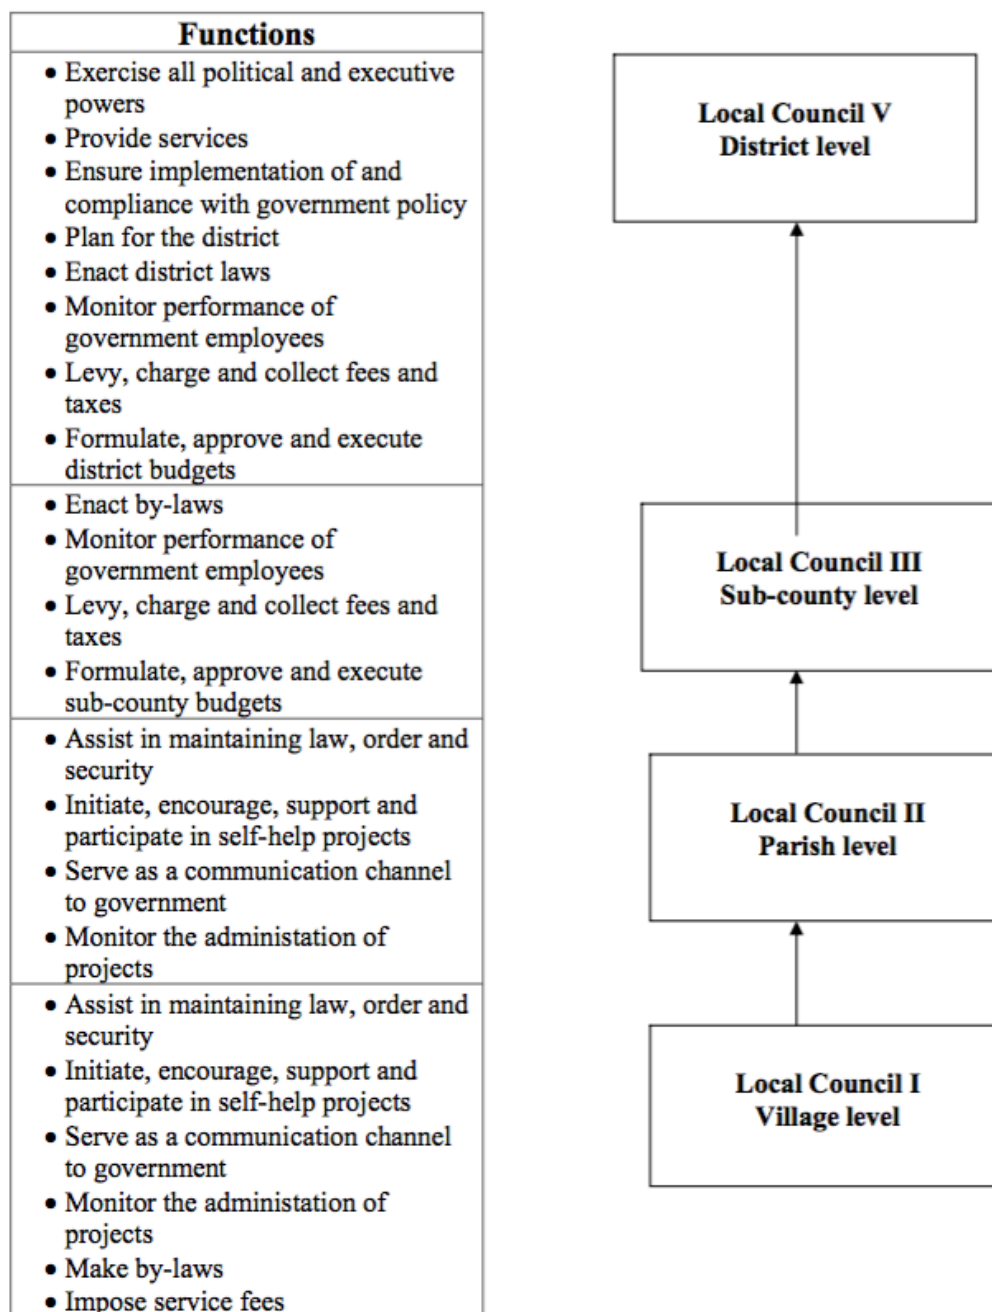 Functions
• Exercise all political and executive
powers
• Provide services
• Ensure implementation of and
compliance with government policy
• Plan for the district
• Enact district laws
• Monitor performance of
government employees
• Levy, charge and collect fees and
taxes
• Formulate, approve and execute
district budgets
• Enact by-laws
• Monitor performance of
government employees
• Levy, charge and collect fees and
taxes
• Formulate, approve and execute
sub-county budgets
• Assist in maintaining law, order and
security
• Initiate, encourage, support and
participate in self-help projects
• Serve as a communication channel
to government
• Monitor the administation of
projects
• Assist in maintaining law, order and
security
• Initiate, encourage, support and
participate in self-help projects
• Serve as a communication channel
to government
• Monitor the administation of
projects
• Make by-laws
• Impose service fees
Local Council V
District level
Local Council III
Sub-county level
Local Council II
Parish level
Local Council I
Village level